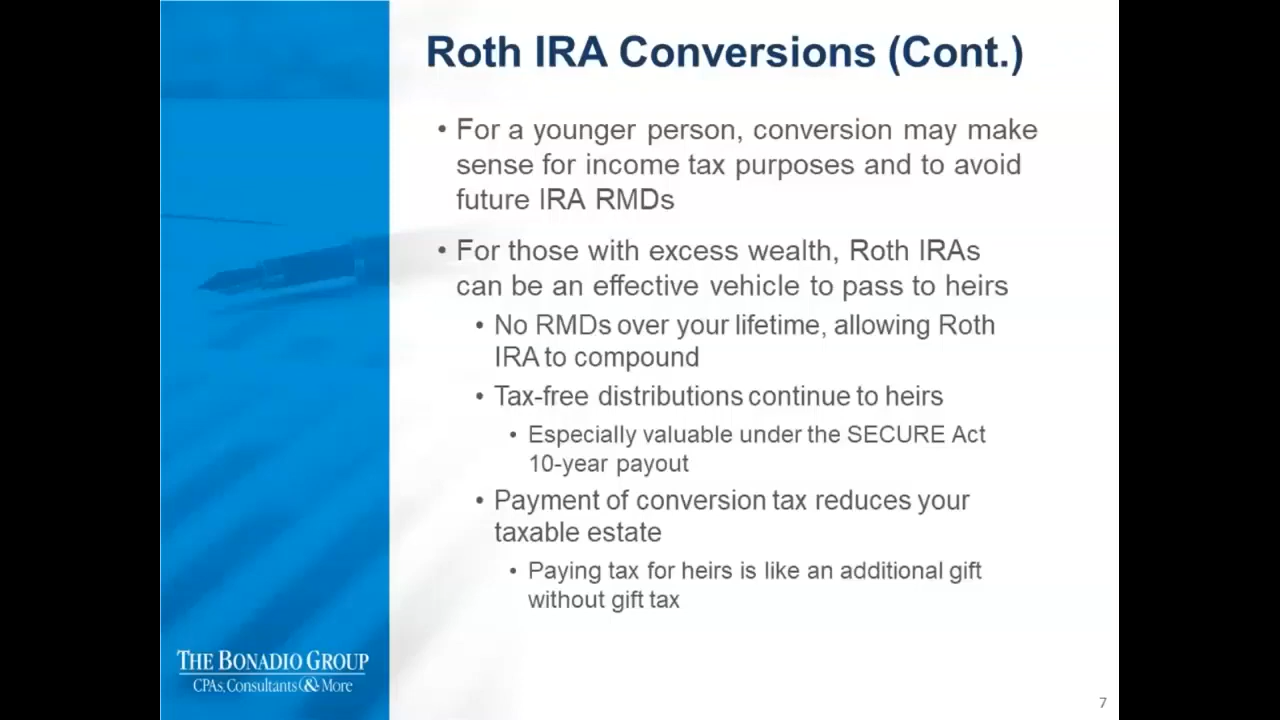 Roth IRA Conversions (Cont.)
• For a younger person, conversion may make
sense for income tax purposes and to avoid
future IRA RMDs
• For those with excess wealth, Roth IRAs
can be an effective vehicle to pass to heirs
• No RMDs over your lifetime, allowing Roth
IRA to compound
• Tax-free distributions continue to heirs
• Especially valuable under the SECURE Act
10-year payout
• Payment of conversion tax reduces your
taxable estate
• Paying tax for heirs is like an additional gift
without gift tax
THE BONADIO GROUP
CPAs, Consultants & More
7